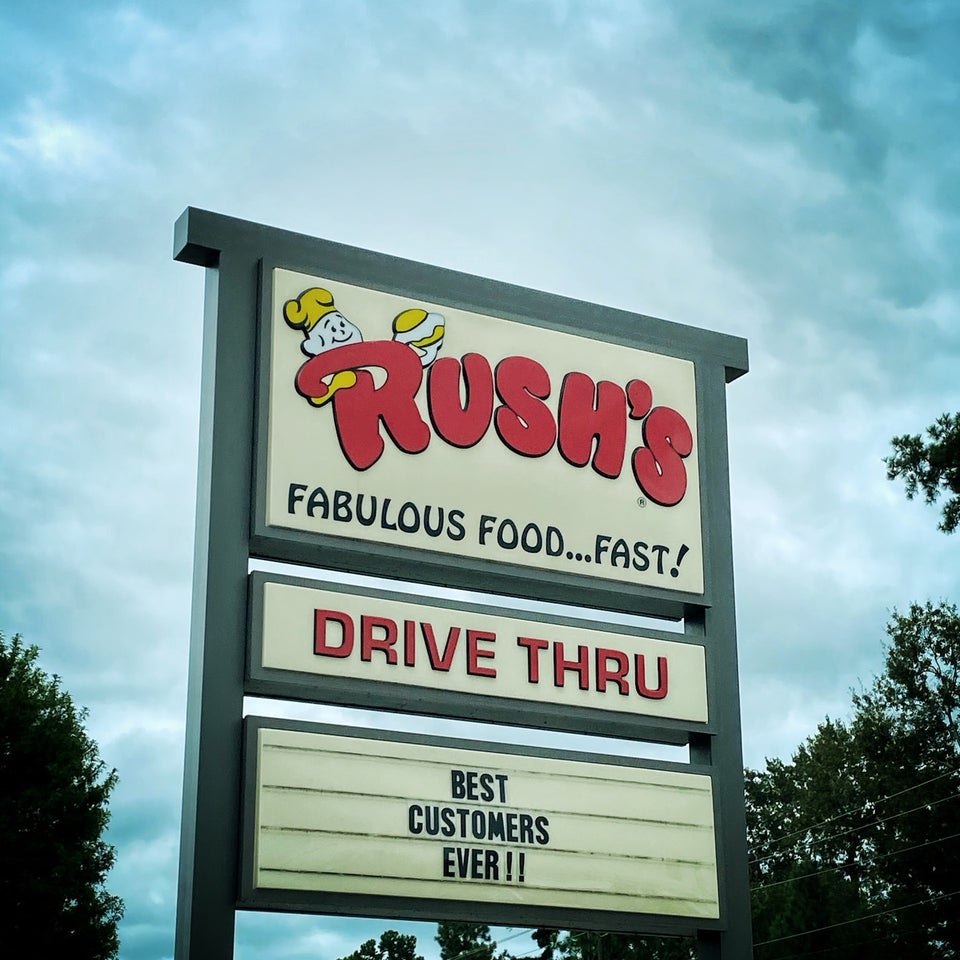 RUSH'S
®
FABULOUS FOOD...FAST!
DRIVE THRU
BEST
CUSTOMERS
EVER!!